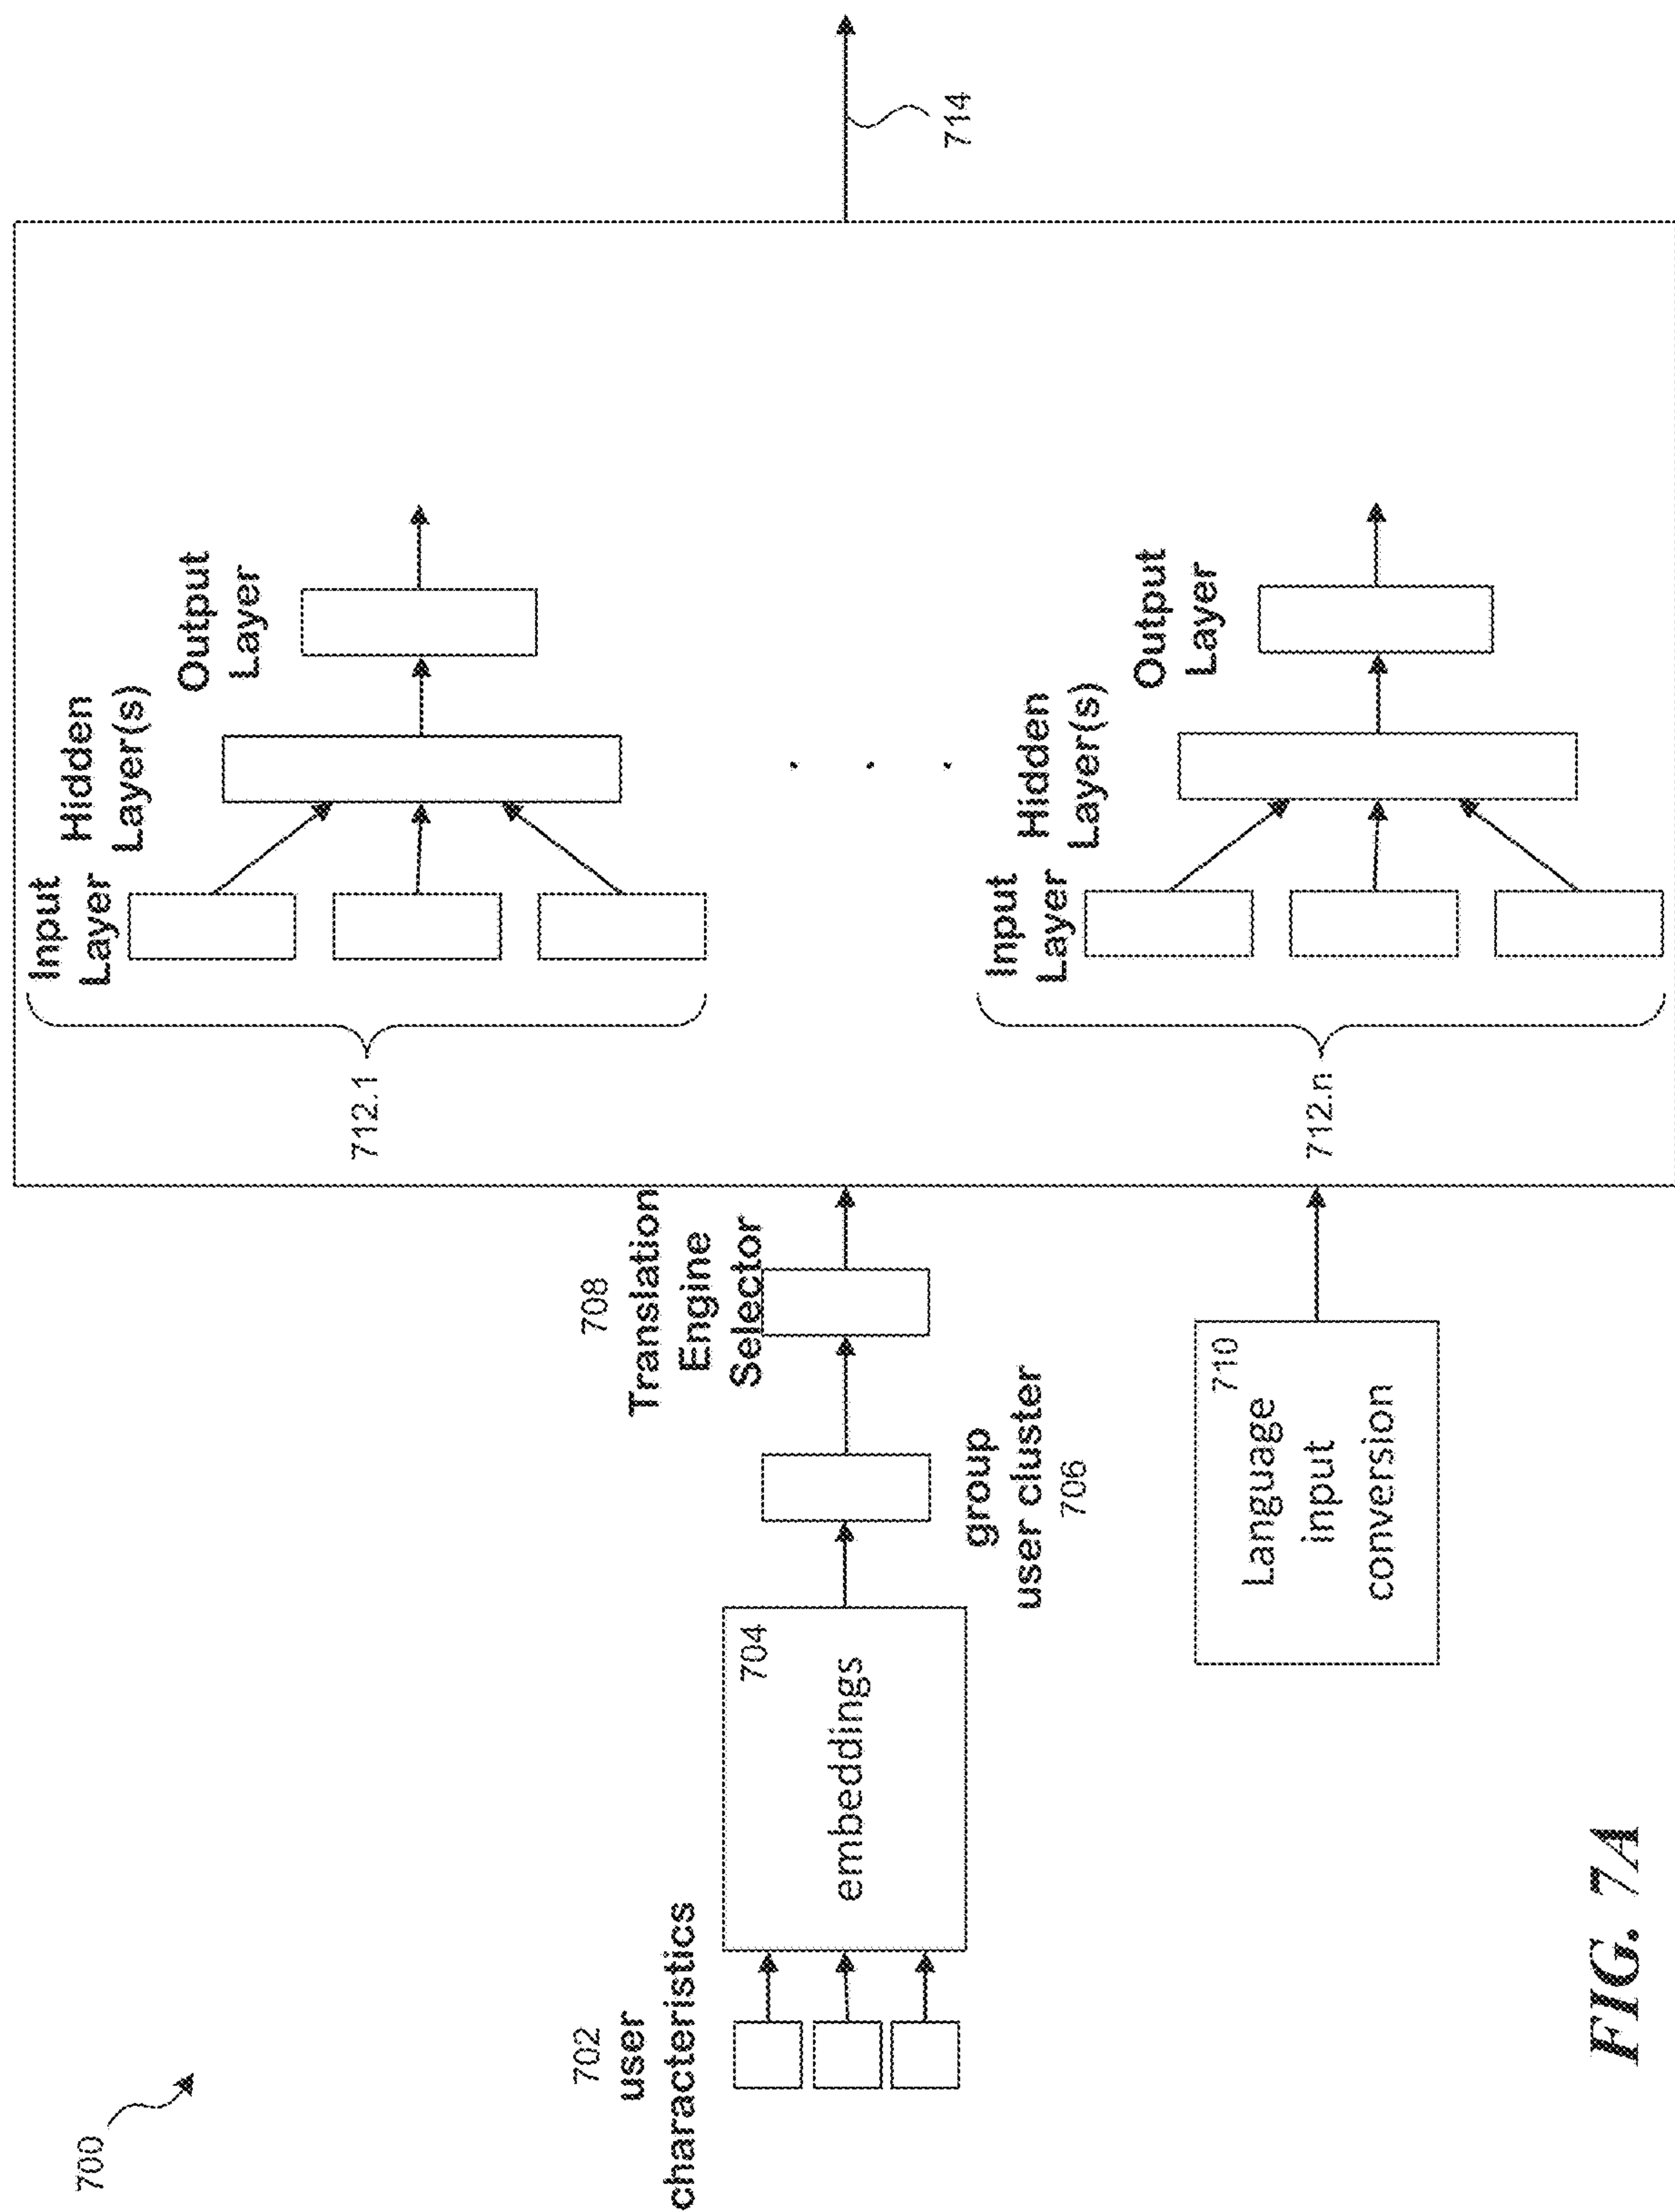 700
702
user
characteristics
704
embeddings
group
user cluster
706
708
Translation
Engine
Selector
710
Language
input
conversion
712.1
Input
Layer
Hidden
Layer(s)
Output
Layer
. . .
712.n
Input
Layer
Hidden
Layer(s)
Output
Layer
714
FIG. 7A